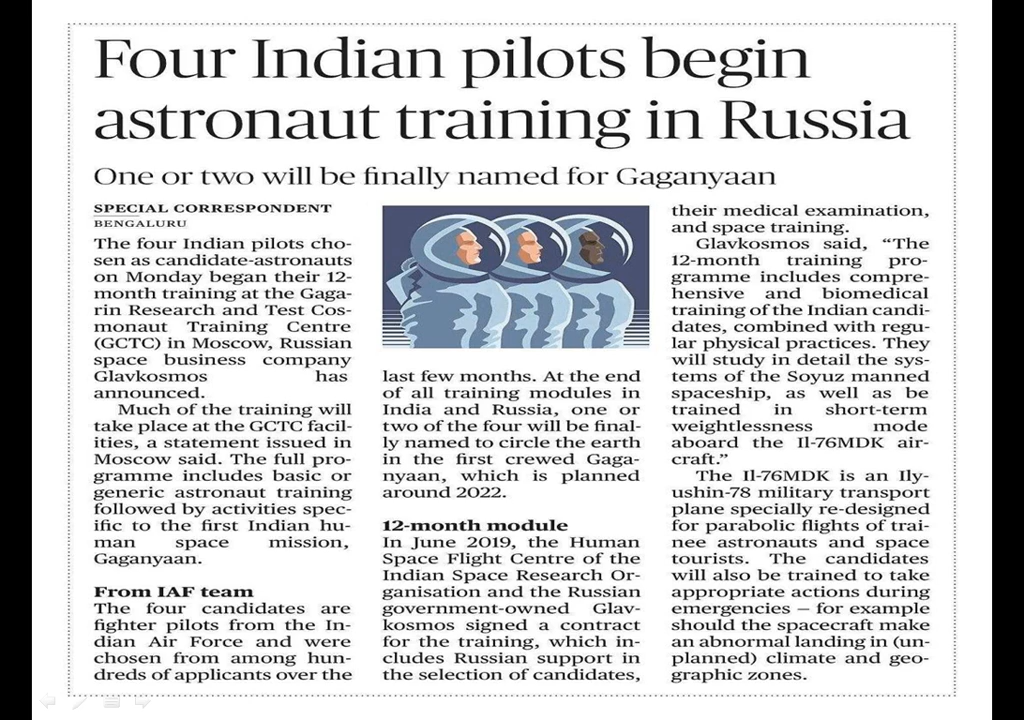 Four Indian pilots begin
astronaut training in Russia
One or two will be finally named for Gaganyaan
SPECIAL CORRESPONDENT
BENGALURU
The four Indian pilots cho-
sen as candidate-astronauts
on Monday began their 12-
month training at the Gaga-
rin Research and Test Cos-
monaut Training Centre
(GCTC) in Moscow, Russian
space business company
Glavkosmos has
announced.
Much of the training will
take place at the GCTC facil-
ities, a statement issued in
Moscow said. The full pro-
gramme includes basic or
generic astronaut training
followed by activities spec-
ific to the first Indian hu-
man space mission,
Gaganyaan.
From IAF team
The four candidates are
fighter pilots from the In-
dian Air Force and were
chosen from among hun-
dreds of applicants over the
last few months. At the end
of all training modules in
India and Russia, one or
two of the four will be final-
ly named to circle the earth
in the first crewed Gaga-
nyaan, which is planned
around 2022.
12-month module
In June 2019, the Human
Space Flight Centre of the
Indian Space Research Or-
ganisation and the Russian
government-owned Glav-
kosmos signed a contract
for the training, which in-
cludes Russian support in
the selection of candidates,
their medical examination,
and space training.
Glavkosmos said, “The
12-month training pro-
gramme includes compre-
hensive and biomedical
training of the Indian candi-
dates, combined with regu-
lar physical practices. They
will study in detail the sys-
tems of the Soyuz manned
spaceship, as well as be
trained in short-term
weightlessness mode
aboard the Il-76MDK air-
craft.”
The Il-76MDK is an Ily-
ushin-78 military transport
plane specially re-designed
for parabolic flights of trai-
nee astronauts and space
tourists. The candidates
will also be trained to take
appropriate actions during
emergencies – for example
should the spacecraft make
an abnormal landing in (un-
planned) climate and geo-
graphic zones.